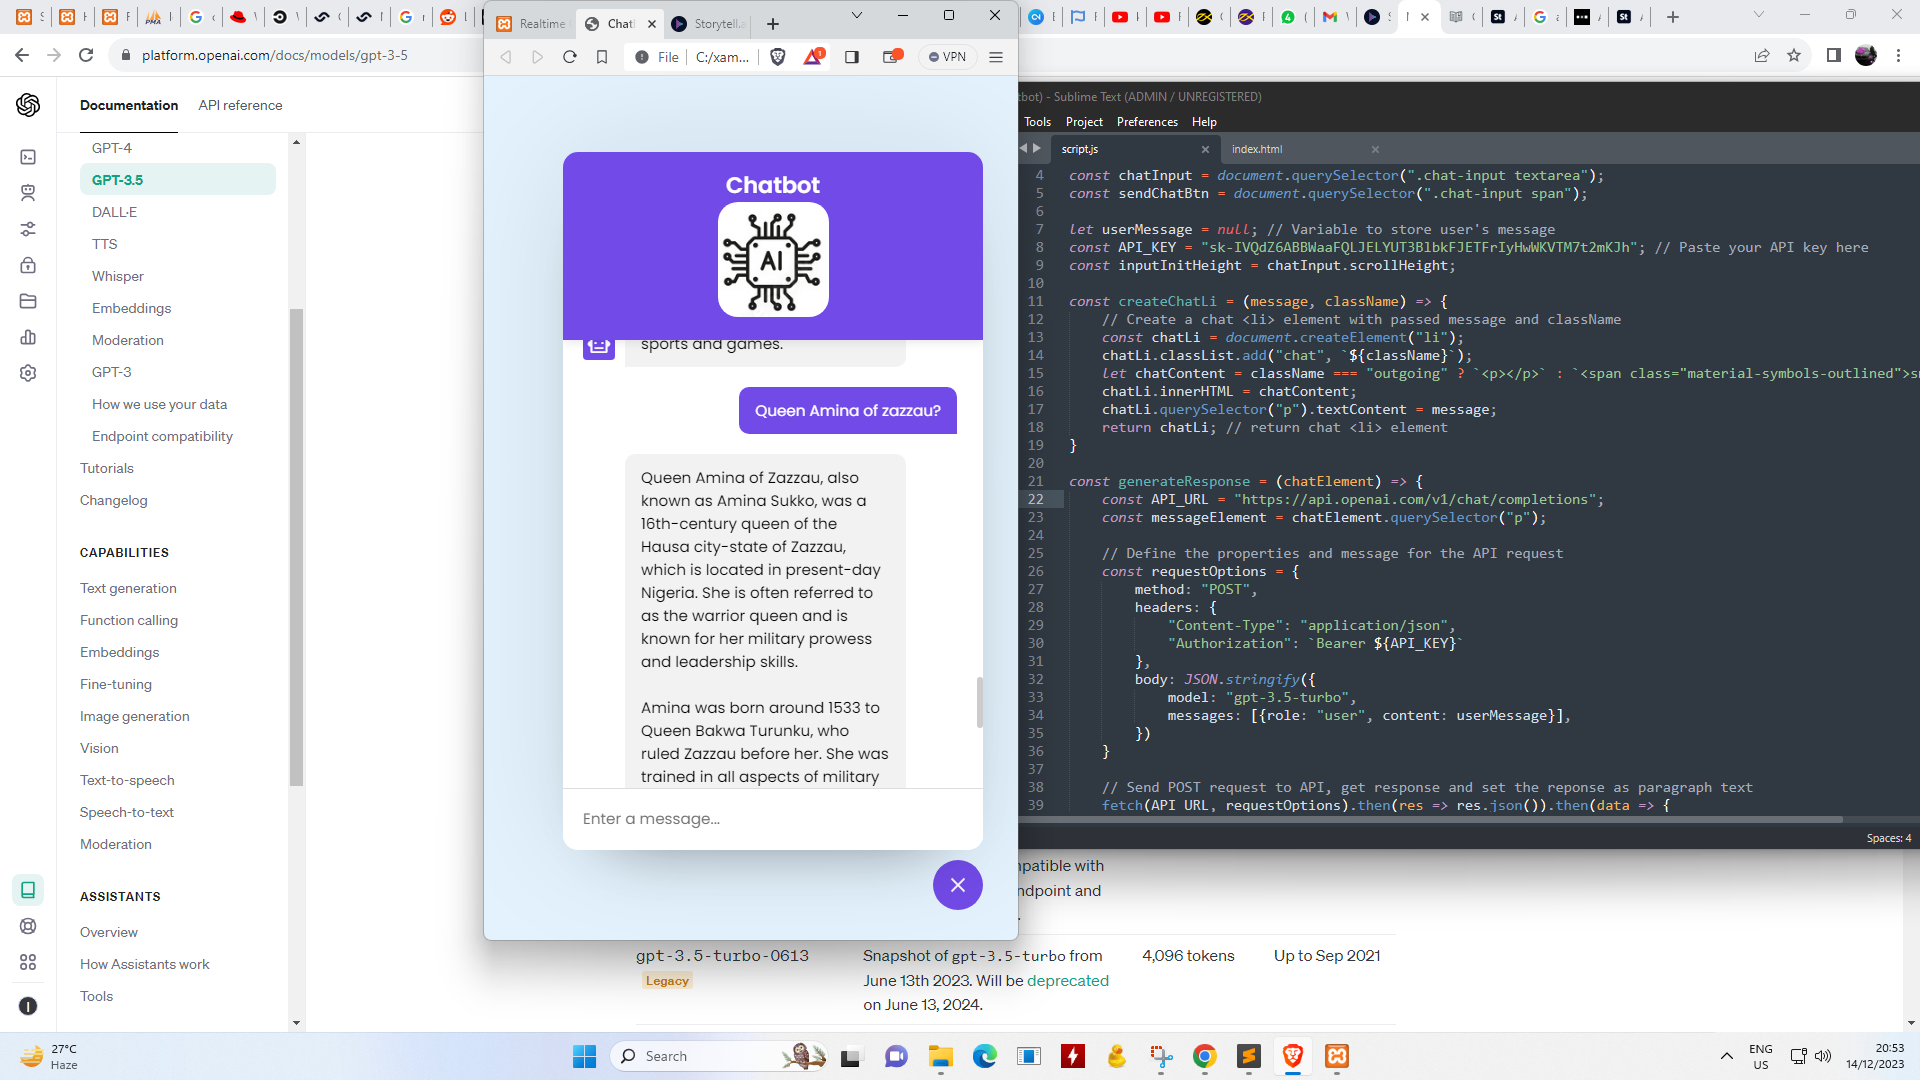 platform.openai.com/docs/models/gpt-3-5
Realtime
Chatl
Storytell.a
File
C:/xam...
VPN
Documentation
API reference
GPT-4
GPT-3.5
DALL·E
TTS
Whisper
Embeddings
Moderation
GPT-3
How we use your data
Endpoint compatibility
Tutorials
Changelog
CAPABILITIES
Text generation
Function calling
Embeddings
Fine-tuning
Image generation
Vision
Text-to-speech
Speech-to-text
Moderation
ASSISTANTS
Overview
How Assistants work
Tools
Chatbot
AI
sports and games.
Queen Amina of zazzau?
Queen Amina of Zazzau, also
known as Amina Sukko, was a
16th-century queen of the
Hausa city-state of Zazzau,
which is located in present-day
Nigeria. She is often referred to
as the warrior queen and is
known for her military prowess
and leadership skills.
Amina was born around 1533 to
Queen Bakwa Turunku, who
ruled Zazzau before her. She was
trained in all aspects of military
Enter a message...
tbot) - Sublime Text (ADMIN / UNREGISTERED)
Tools Project Preferences Help
script.js
index.html
4 const chatInput = document.querySelector(".chat-input textarea");
5 const sendChatBtn = document.querySelector(".chat-input span");
6
7 let userMessage = null; // Variable to store user's message
8 const API_KEY = "[API key redacted]"; // Paste your API key here
9 const inputInitHeight = chatInput.scrollHeight;
10
11 const createChatLi = (message, className) => {
12 // Create a chat <li> element with passed message and className
13 const chatLi = document.createElement("li");
14 chatLi.classList.add("chat", `${className}`);
15 let chatContent = className === "outgoing" ? `<p></p>` : `<span class="material-symbols-outlined">sm
16 chatLi.innerHTML = chatContent;
17 chatLi.querySelector("p").textContent = message;
18 return chatLi; // return chat <li> element
19 }
20
21 const generateResponse = (chatElement) => {
22 const API_URL = "https://api.openai.com/v1/chat/completions";
23 const messageElement = chatElement.querySelector("p");
24
25 // Define the properties and message for the API request
26 const requestOptions = {
27 method: "POST",
28 headers: {
29 "Content-Type": "application/json",
30 "Authorization": `Bearer ${API_KEY}`
31 },
32 body: JSON.stringify({
33 model: "gpt-3.5-turbo",
34 messages: [{role: "user", content: userMessage}],
35 })
36 }
37
38 // Send POST request to API, get response and set the reponse as paragraph text
39 fetch(API_URL, requestOptions).then(res => res.json()).then(data => {
Spaces: 4
mpatible with
ndpoint and
gpt-3.5-turbo-0613
Legacy
Snapshot of gpt-3.5-turbo from
June 13th 2023. Will be deprecated
on June 13, 2024.
4,096 tokens
Up to Sep 2021
27°C
Haze
Search
ENG
US
20:53
14/12/2023